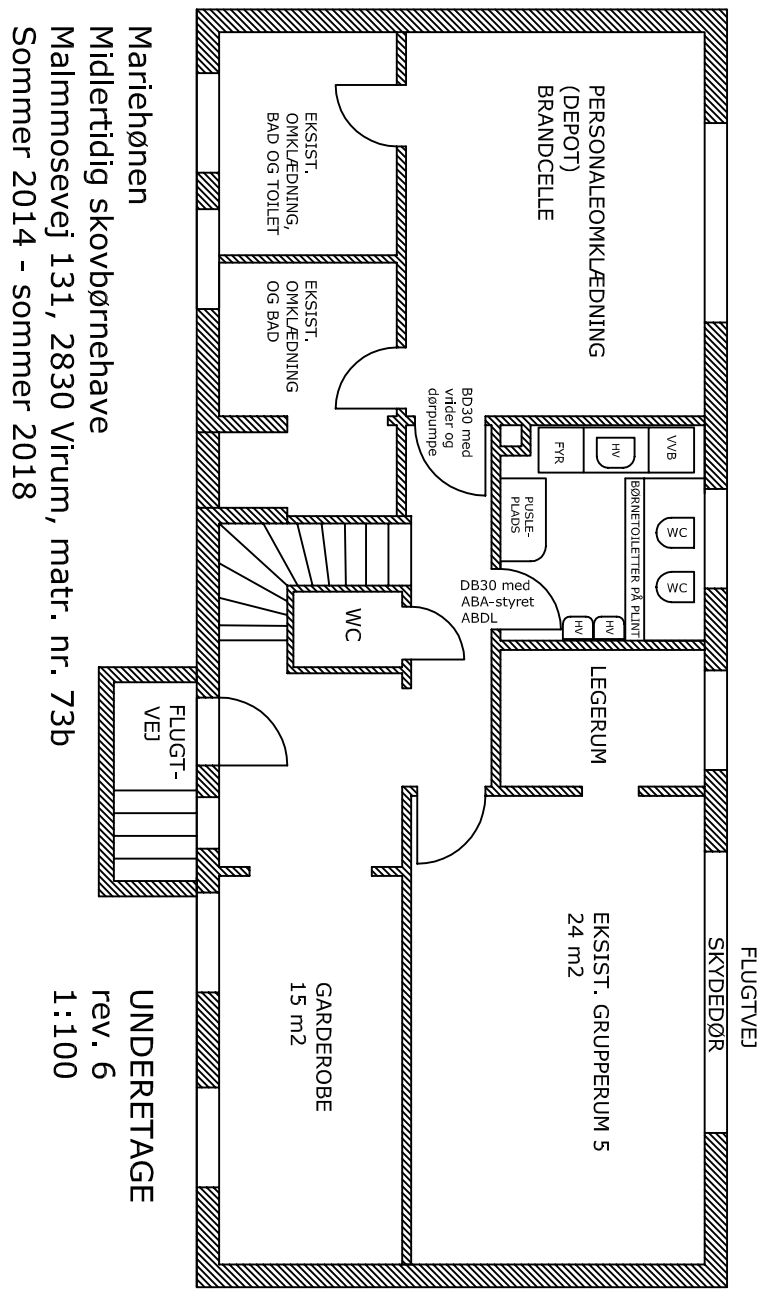 FLUGTVEJ
SKYDEDØR
PERSONALEOMKLÆDNING
(DEPOT)
BRANDCELLE
VVB
HV
FYR
WC
WC
BØRNETOILETTER PÅ PLINT
PUSLE-
PLADS
HV
HV
LEGERUM
EKSIST. GRUPPERUM 5
24 m2
BD30 med
vrider og
dørpumpe
DB30 med
ABA-styret
ABDL
EKSIST.
OMKLÆDNING,
BAD OG TOILET
EKSIST.
OMKLÆDNING
OG BAD
WC
GARDEROBE
15 m2
FLUGT-
VEJ
Mariehønen
Midlertidig skovbørnehave
Malmmosevej 131, 2830 Virum, matr. nr. 73b
Sommer 2014 - sommer 2018
UNDERETAGE
rev. 6
1:100